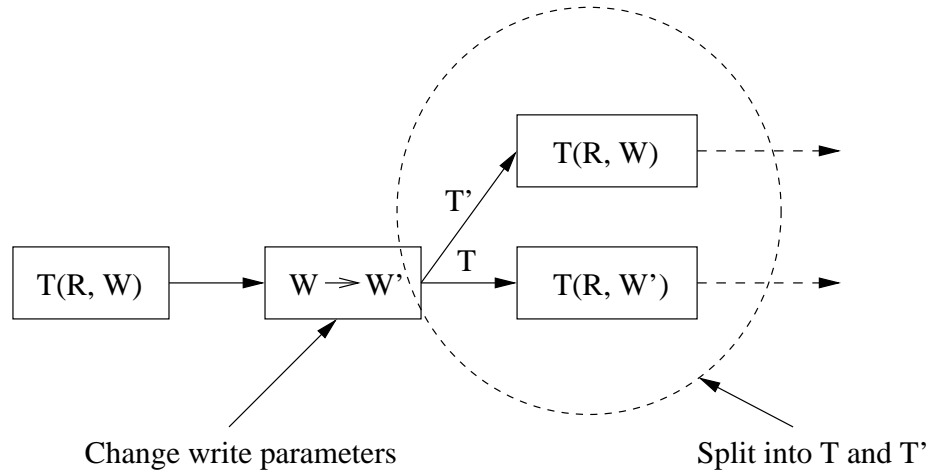 T(R, W)
T'
T
T(R, W)
W -> W'
T(R, W')
Change write parameters
Split into T and T'